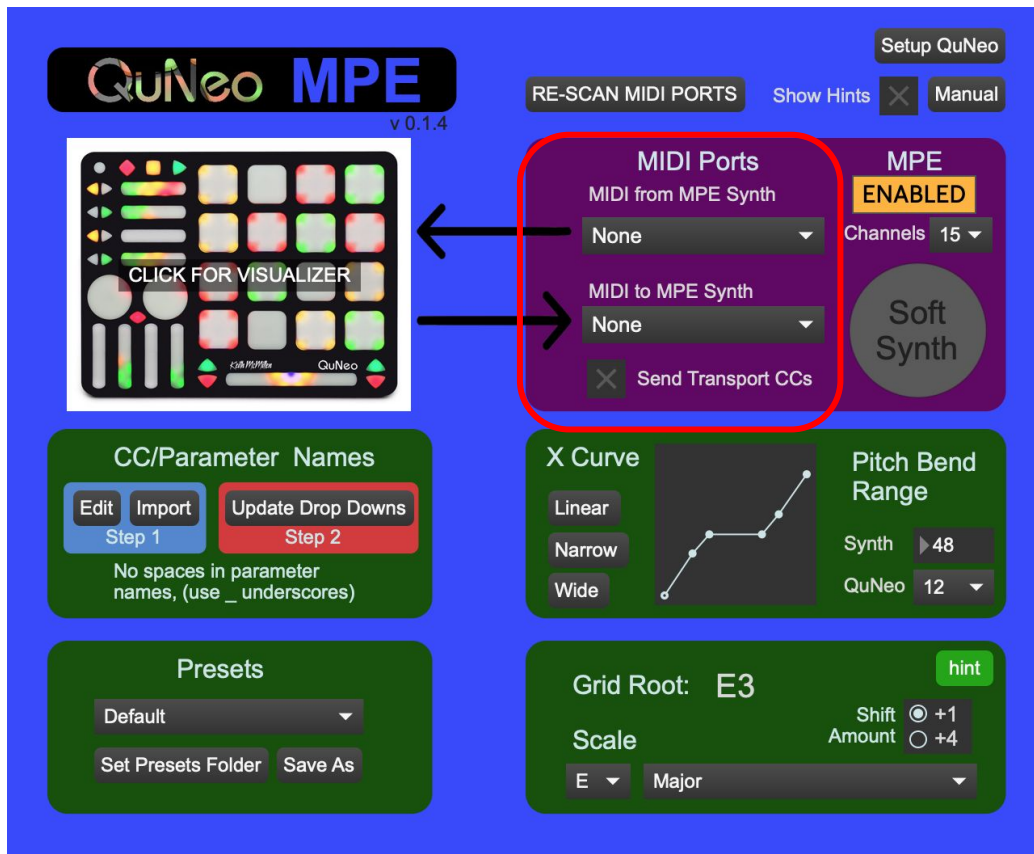 QuNeo MPE
v 0.1.4
Setup QuNeo
RE-SCAN MIDI PORTS
Show Hints
Manual
CLICK FOR VISUALIZER
Keith McMillen
QuNeo
MIDI Ports
MIDI from MPE Synth
None
MIDI to MPE Synth
None
Send Transport CCs
MPE
ENABLED
Channels 15
Soft
Synth
CC/Parameter Names
Edit Import
Step 1
Update Drop Downs
Step 2
No spaces in parameter
names, (use _ underscores)
X Curve
Linear
Narrow
Wide
Pitch Bend
Range
Synth 48
QuNeo 12
Presets
Default
Set Presets Folder Save As
Grid Root: E3
hint
Shift
Amount
+1
+4
Scale
E Major